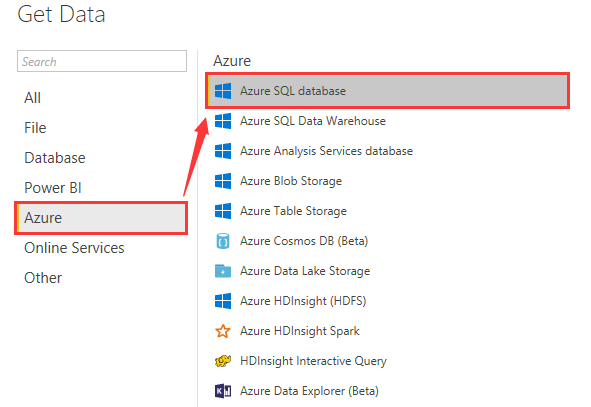 Get Data
Search
All
File
Database
Power BI
Azure
Online Services
Other
Azure
Azure SQL database
Azure SQL Data Warehouse
Azure Analysis Services database
Azure Blob Storage
Azure Table Storage
Azure Cosmos DB (Beta)
Azure Data Lake Storage
Azure HDInsight (HDFS)
Azure HDInsight Spark
HDInsight Interactive Query
Azure Data Explorer (Beta)